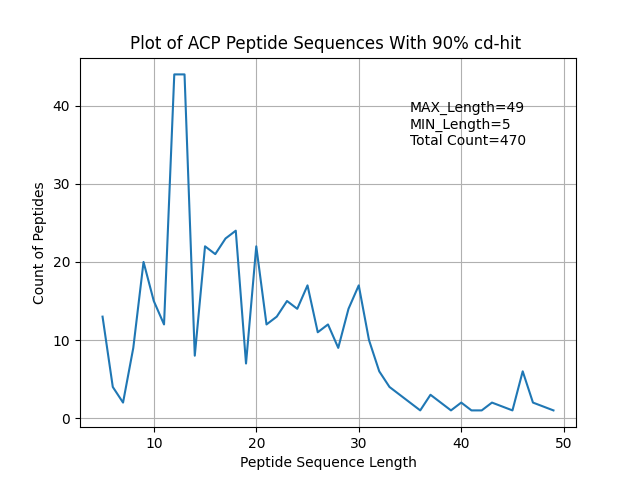 Plot of ACP Peptide Sequences With 90% cd-hit
MAX_Length=49
MIN_Length=5
Total Count=470
Count of Peptides
40
30
20
10
0
10 20 30 40 50
Peptide Sequence Length